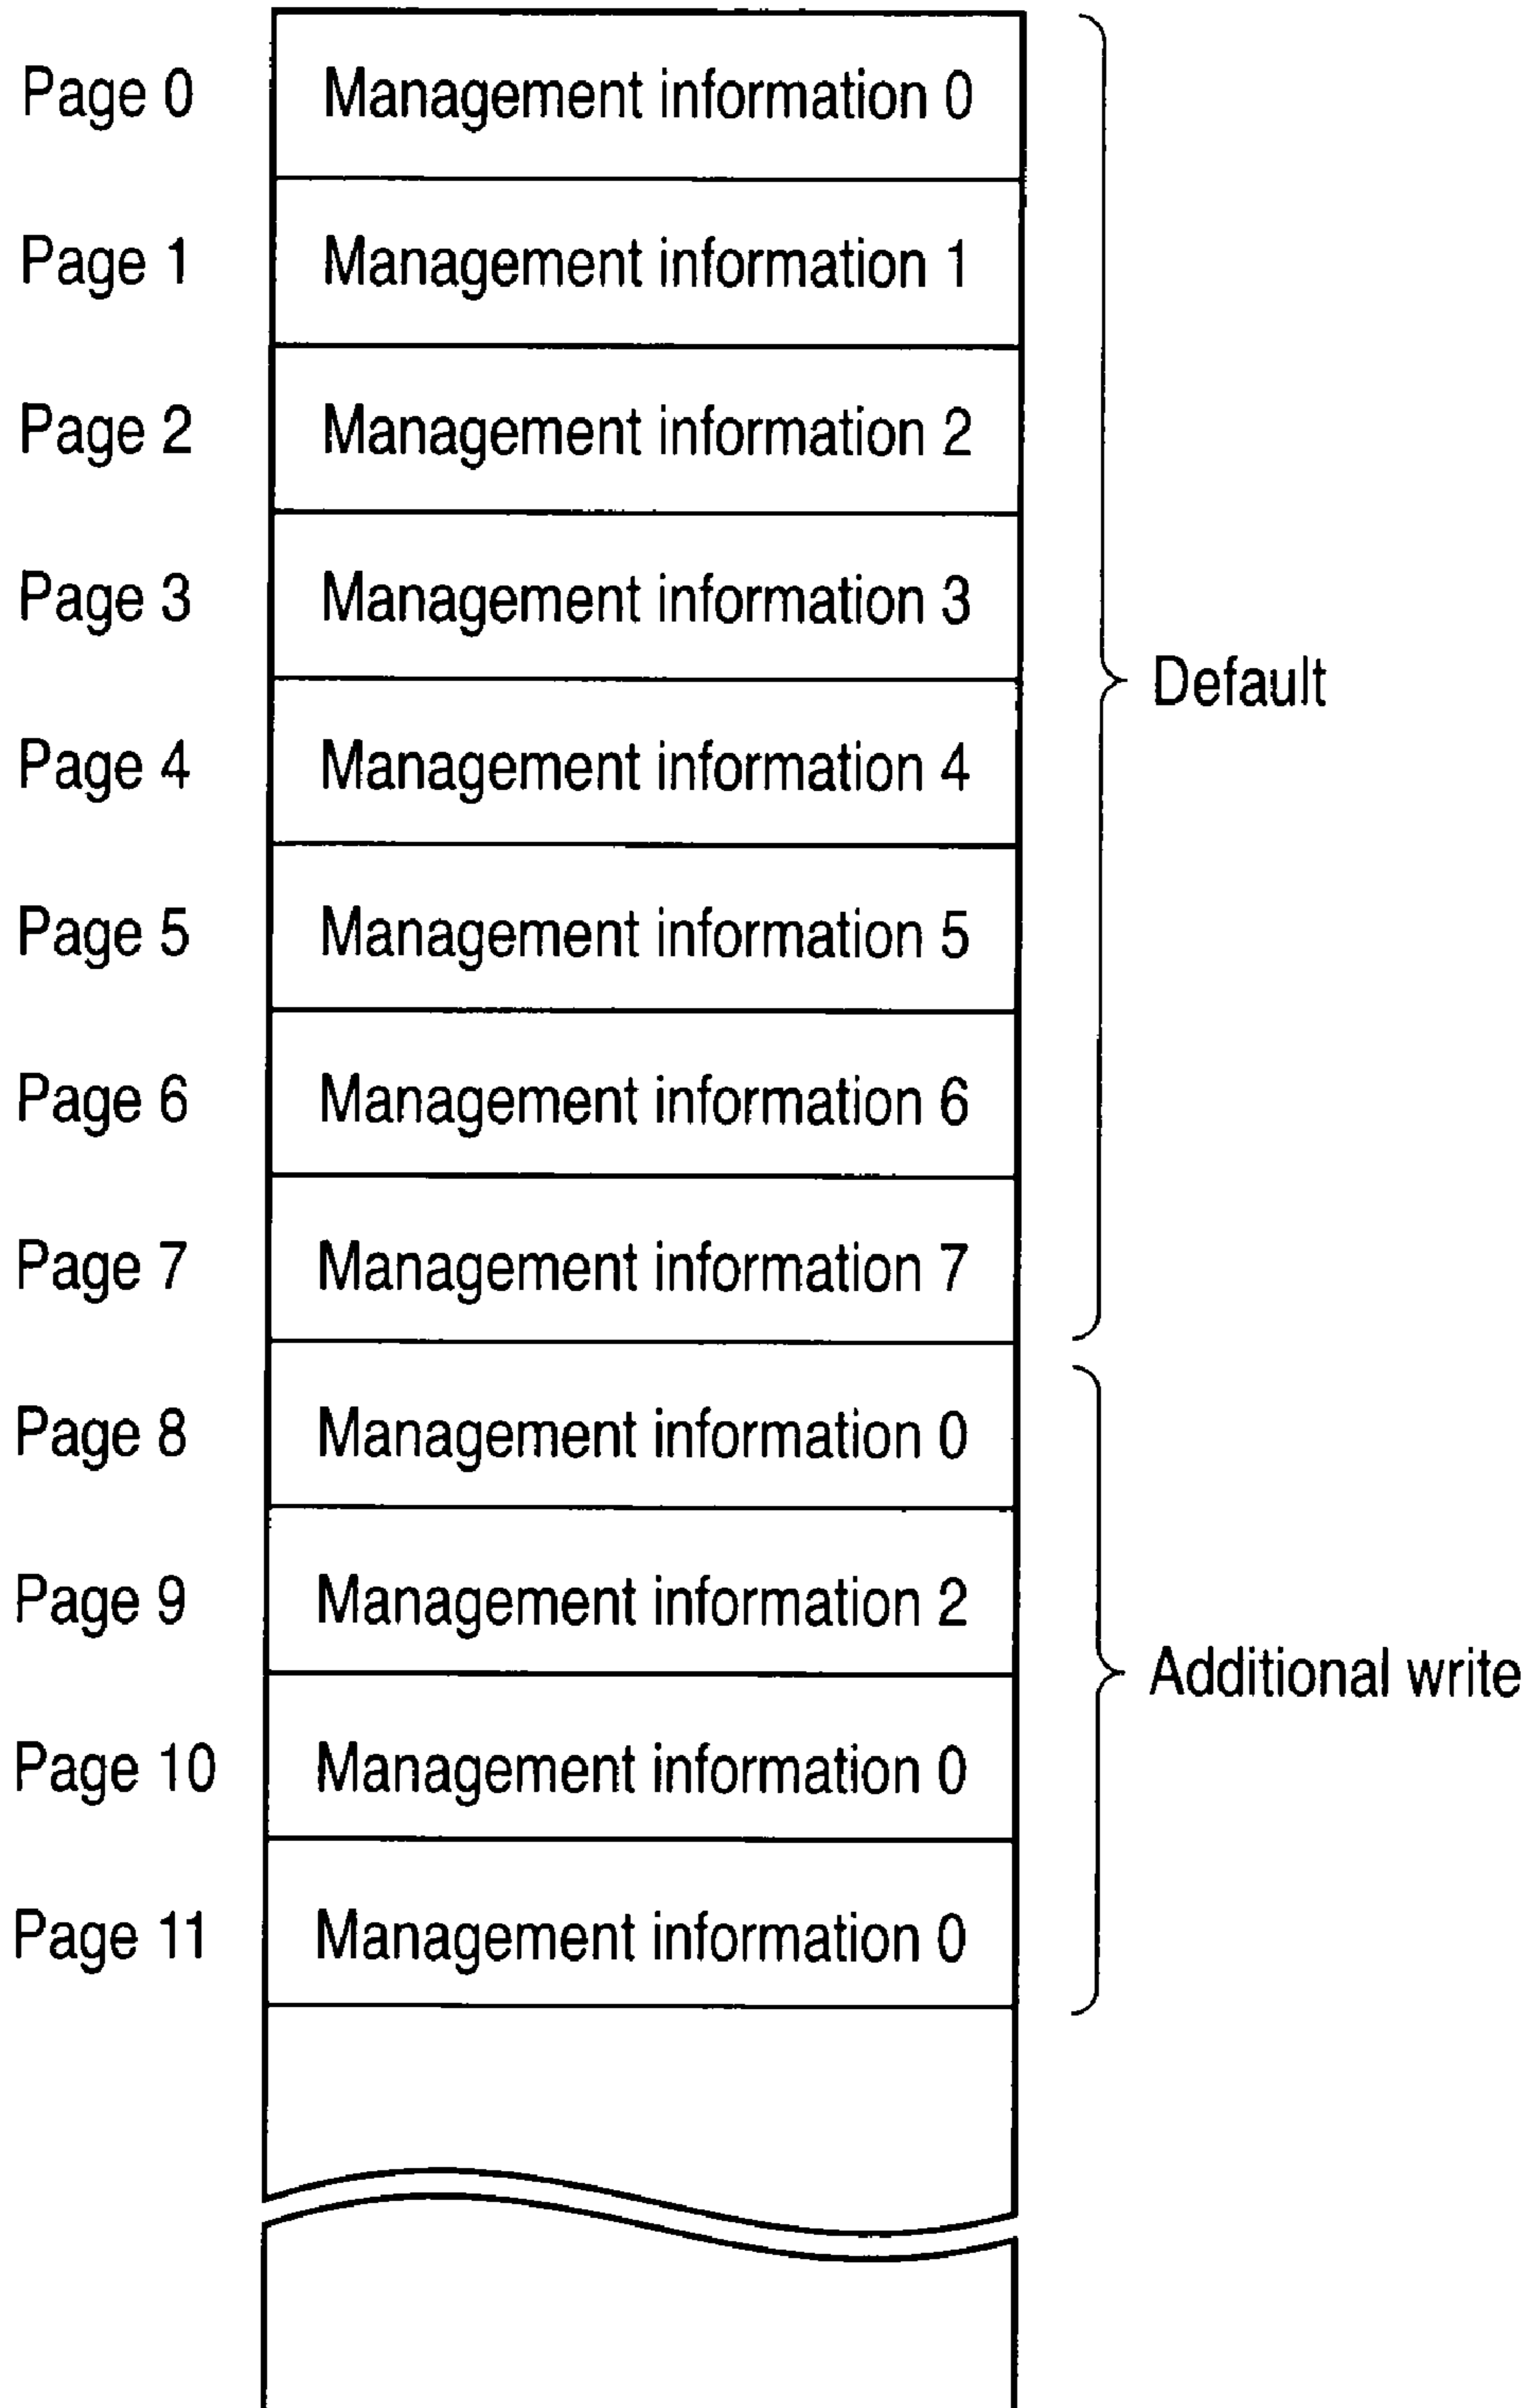 Page 0 Management information 0
Page 1 Management information 1
Page 2 Management information 2
Page 3 Management information 3
Default
Page 4 Management information 4
Page 5 Management information 5
Page 6 Management information 6
Page 7 Management information 7
Page 8 Management information 0
Page 9 Management information 2
Additional write
Page 10 Management information 0
Page 11 Management information 0